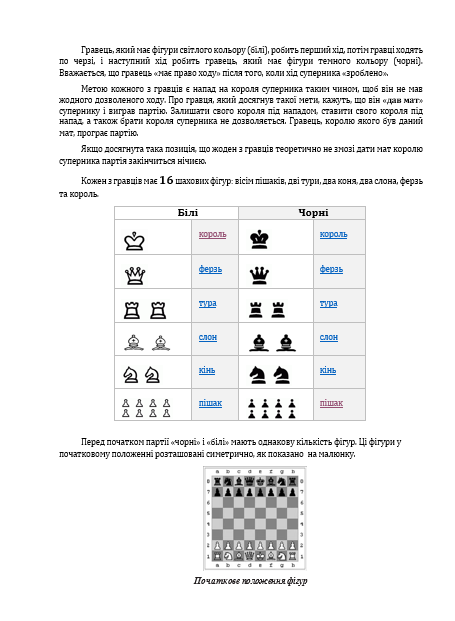 Гравець, який має фігури світлого кольору (білі), робить перший хід, потім гравці ходять
по черзі, і наступний хід робить гравець, який має фігури темного кольору (чорні).
Вважається, що гравець «має право ходу» після того, коли хід суперника «зроблено».
Метою кожного з гравців є напад на короля суперника таким чином, щоб він не мав
жодного дозволеного ходу. Про гравця, який досягнув такої мети, кажуть, що він «дав мат»
супернику і виграв партію. Залишати свого короля під нападом, ставити свого короля під
напад, а також брати короля суперника не дозволяється. Гравець, королю якого був даний
мат, програє партію.
Якщо досягнута така позиція, що жоден з гравців теоретично не змозі дати мат королю
суперника партія закінчиться нічиєю.
Кожен з гравців має 16 шахових фігур: вісім пішаків, дві тури, два коня, два слона, ферзь
та король.
Білі Чорні
король король
ферзь ферзь
тура тура
слон слон
кінь кінь
пішак пішак
Перед початком партії «чорні» і «білі» мають однакову кількість фігур. Ці фігури у
початковому положенні розташовані симетрично, як показано на малюнку.
a b c d e f g h
8 8
7 7
6 6
5 5
4 4
3 3
2 2
1 1
a b c d e f g h
Початкове положення фігур